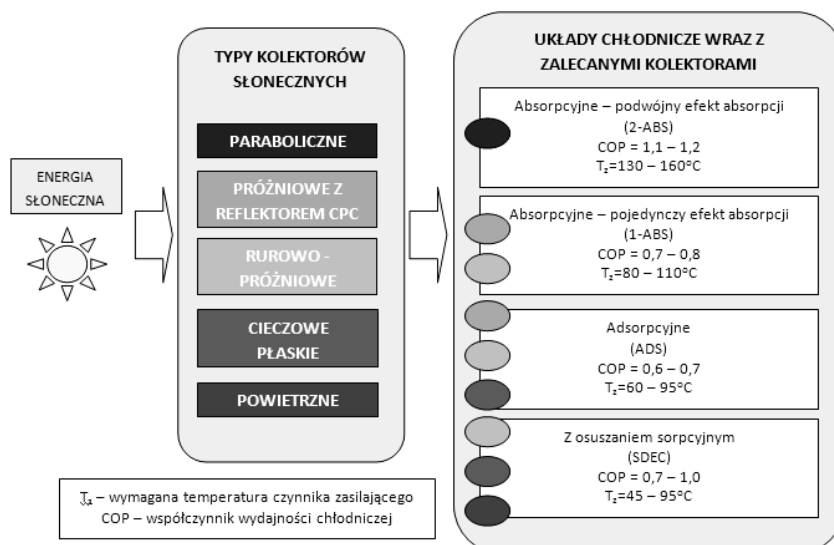 ENERGIA
SŁONECZNA
TYPY KOLEKTORÓW
SŁONECZNYCH
PARABOLICZNE
PRÓŻNIOWE Z
REFLEKTOREM CPC
RUROWO -
PRÓŻNIOWE
CIECZOWE
PŁASKIE
POWIETRZNE
UKŁADY CHŁODNICZE WRAZ Z
ZALECANYMI KOLEKTORAMI
Absorpcyjne – podwójny efekt absorpcji
(2-ABS)
COP = 1,1 – 1,2
Tz=130 – 160°C
Absorpcyjne – pojedynczy efekt absorpcji
(1-ABS)
COP = 0,7 – 0,8
Tz=80 – 110°C
Adsorpcyjne
(ADS)
COP = 0,6 – 0,7
Tz=60 – 95°C
Z osuszaniem sorpcyjnym
(SDEC)
COP = 0,7 – 1,0
Tz=45 – 95°C
Tz – wymagana temperatura czynnika zasilającego
COP – współczynnik wydajności chłodniczej